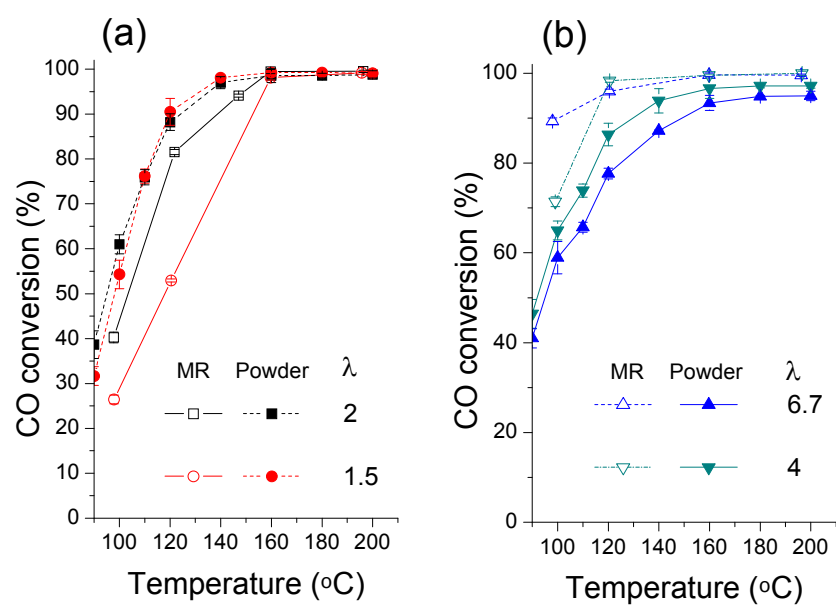 (a)
CO conversion (%)
100
90
80
70
60
50
40
30
20
10
0
100 120 140 160 180 200
Temperature (oC)
MR Powder λ
2
1.5
(b)
CO conversion (%)
100
80
60
40
20
0
100 120 140 160 180 200
Temperature (oC)
MR Powder λ
6.7
4